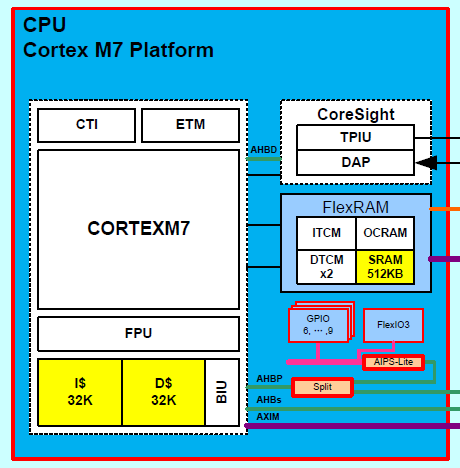 CPU
Cortex M7 Platform
CTI
ETM
CoreSight
TPIU
DAP
AHBD
CORTEXM7
FlexRAM
ITCM
OCRAM
DTCM
x2
SRAM
512KB
GPIO
6, ··· ,9
FlexIO3
FPU
AIPS-Lite
I$
32K
D$
32K
BIU
AHBP
Split
AHBs
AXIM